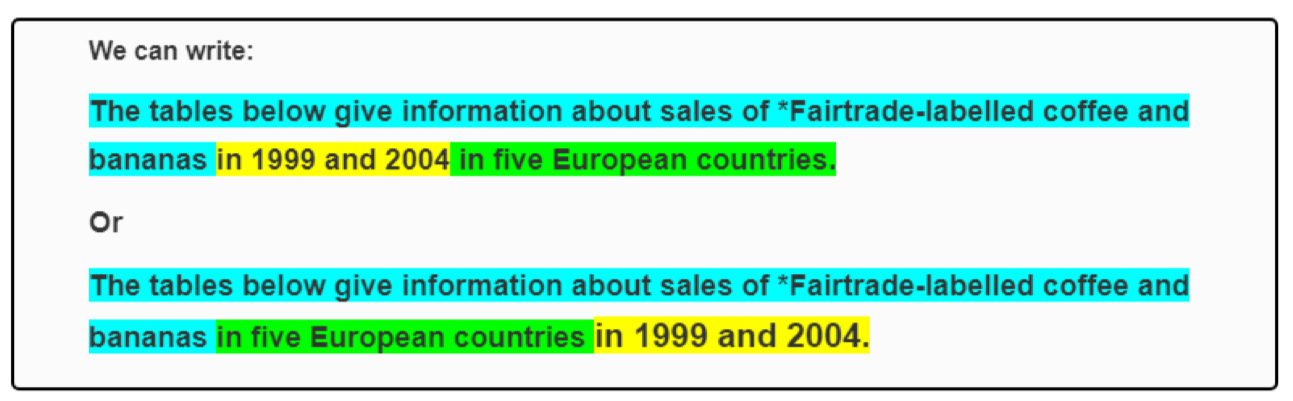 We can write:
The tables below give information about sales of *Fairtrade-labelled coffee and
bananas in 1999 and 2004 in five European countries.
Or
The tables below give information about sales of *Fairtrade-labelled coffee and
bananas in five European countries in 1999 and 2004.